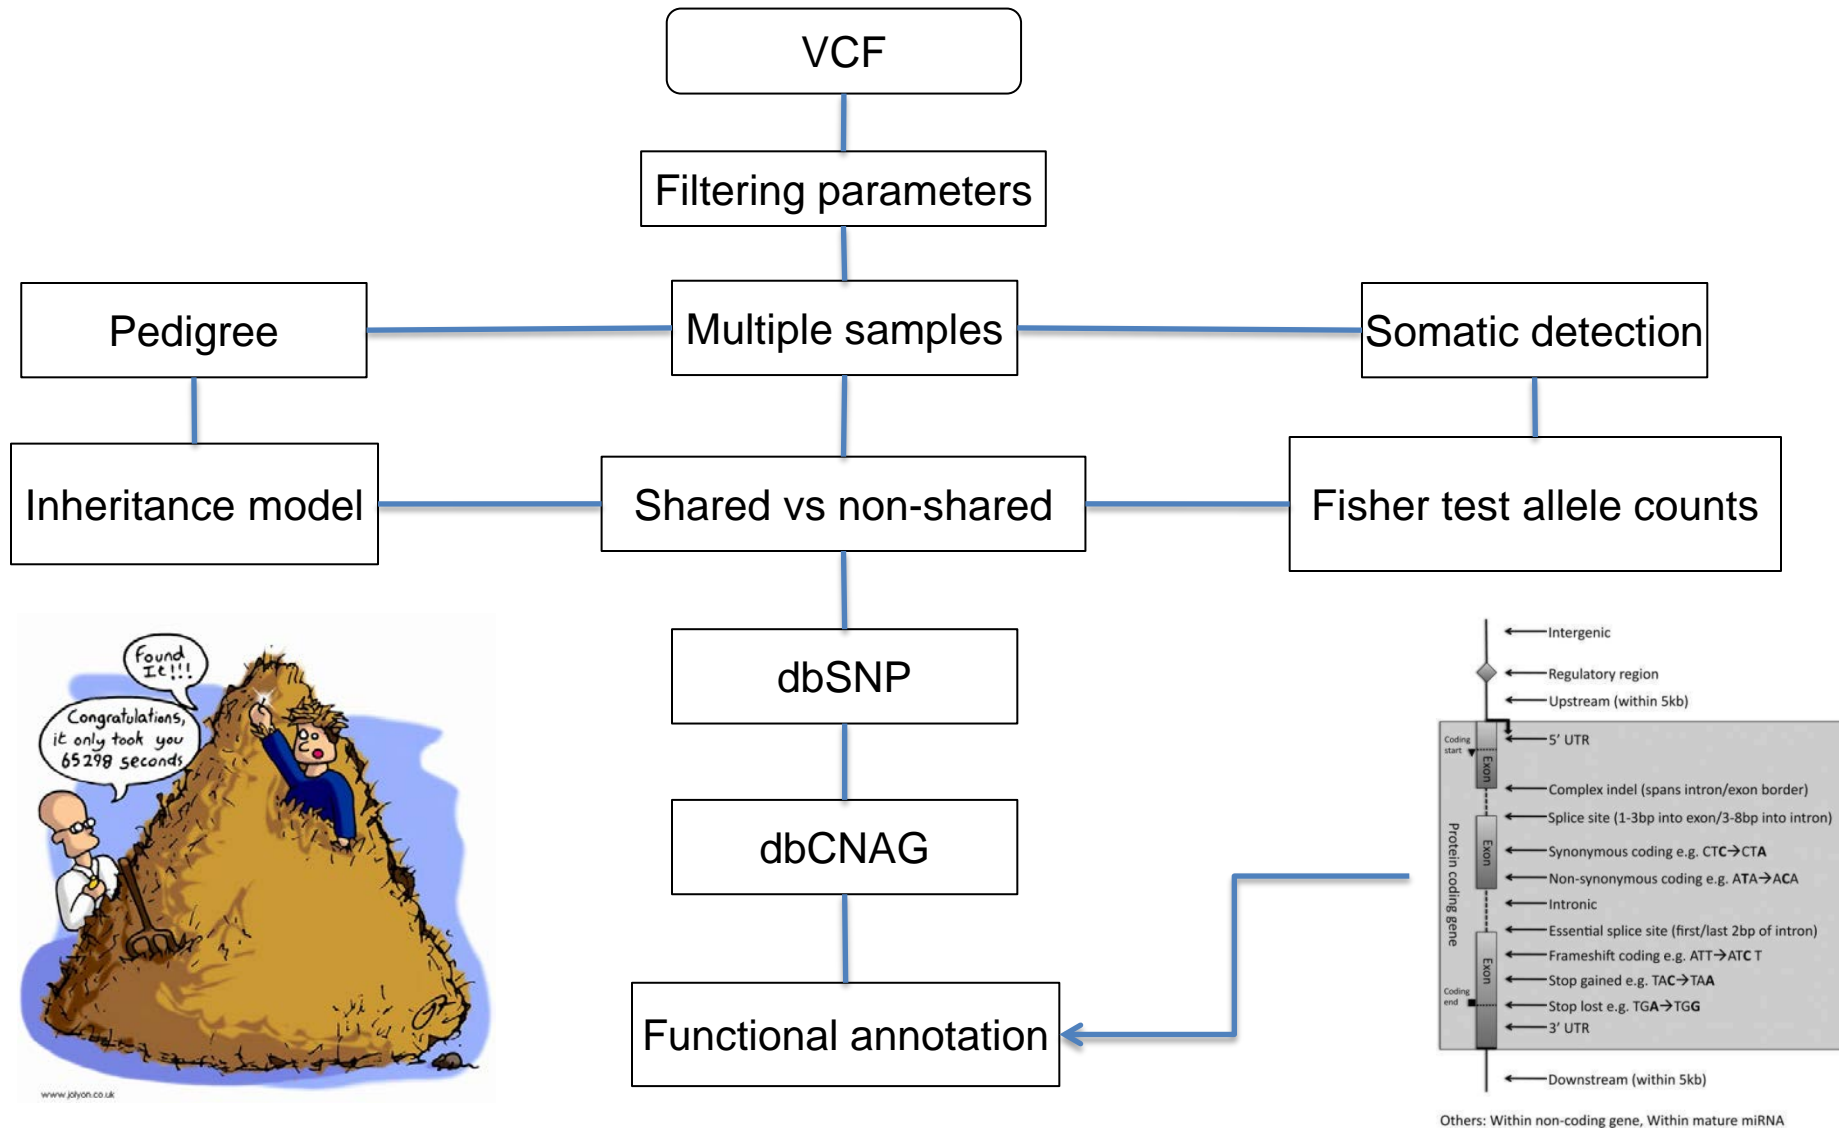 VCF
Filtering parameters
Pedigree
Multiple samples
Somatic detection
Inheritance model
Shared vs non-shared
Fisher test allele counts
dbSNP
dbCNAG
Functional annotation
Found
It!!!
Congratulations,
it only took you
65298 seconds
www.jolyon.co.uk
Intergenic
Regulatory region
Upstream (within 5kb)
Coding
start
5' UTR
Exon
Complex indel (spans intron/exon border)
Splice site (1-3bp into exon/3-8bp into intron)
Protein coding gene
Exon
Synonymous coding e.g. CTC→CTA
Non-synonymous coding e.g. ATA→ACA
Intronic
Essential splice site (first/last 2bp of intron)
Exon
Frameshift coding e.g. ATT→ATC T
Stop gained e.g. TAC→TAA
Coding
end
Stop lost e.g. TGA→TGG
3' UTR
Downstream (within 5kb)
Others: Within non-coding gene, Within mature miRNA